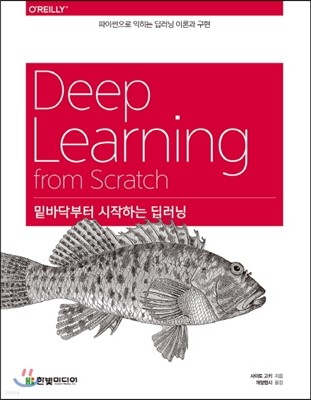 O'REILLY®
파이썬으로 익히는 딥러닝 이론과 구현
Deep
Learning
from Scratch
밑바닥부터 시작하는 딥러닝
한빛미디어
사이토 고키 지음
개앞맵시 옮김